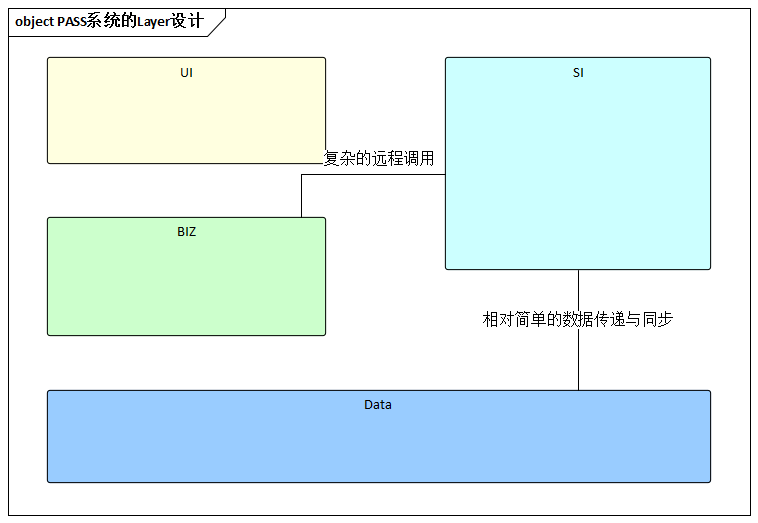 object PASS系统的Layer设计
UI
SI
复杂的远程调用
BIZ
相对简单的数据传递与同步
Data